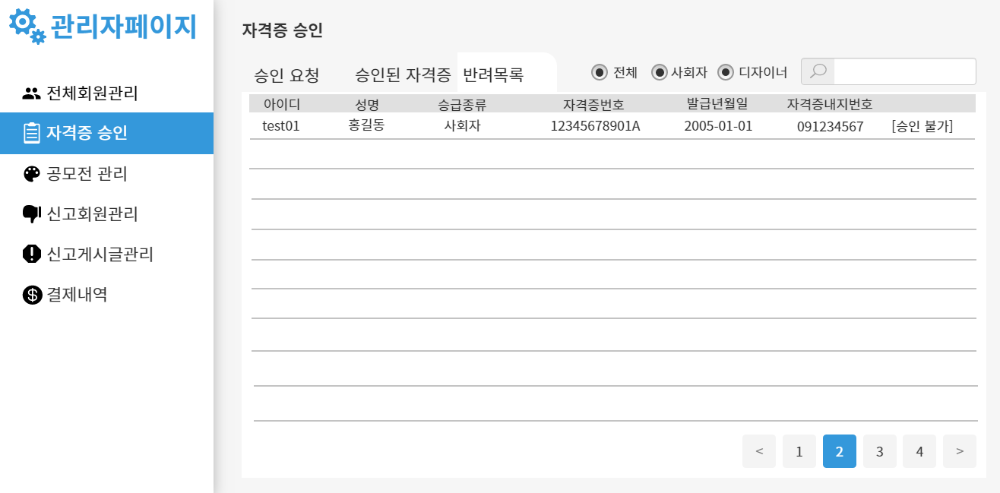 관리자페이지
전체회원관리
자격증 승인
공모전 관리
신고회원관리
신고게시글관리
결제내역
자격증 승인
승인 요청 승인된 자격증 반려목록 전체 사회자 디자이너
아이디 성명 승급종류 자격증번호 발급년월일 자격증내지번호
test01 홍길동 사회자 12345678901A 2005-01-01 091234567 [승인 불가]
< 1 2 3 4 >